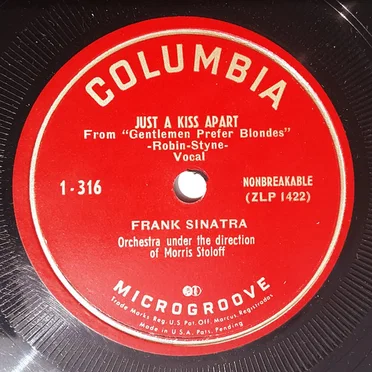 COLUMBIA
JUST A KISS APART
From "Gentlemen Prefer Blondes"
-Robin-Styne-
Vocal
1-316
NONBREAKABLE
(ZLP 1422)
FRANK SINATRA
Orchestra under the direction
of Morris Stoloff
MICROGROOVE
Trade Marks Reg. U.S. Pat. Off. Marcas Registradas
Made in U.S.A. Pats. Pending